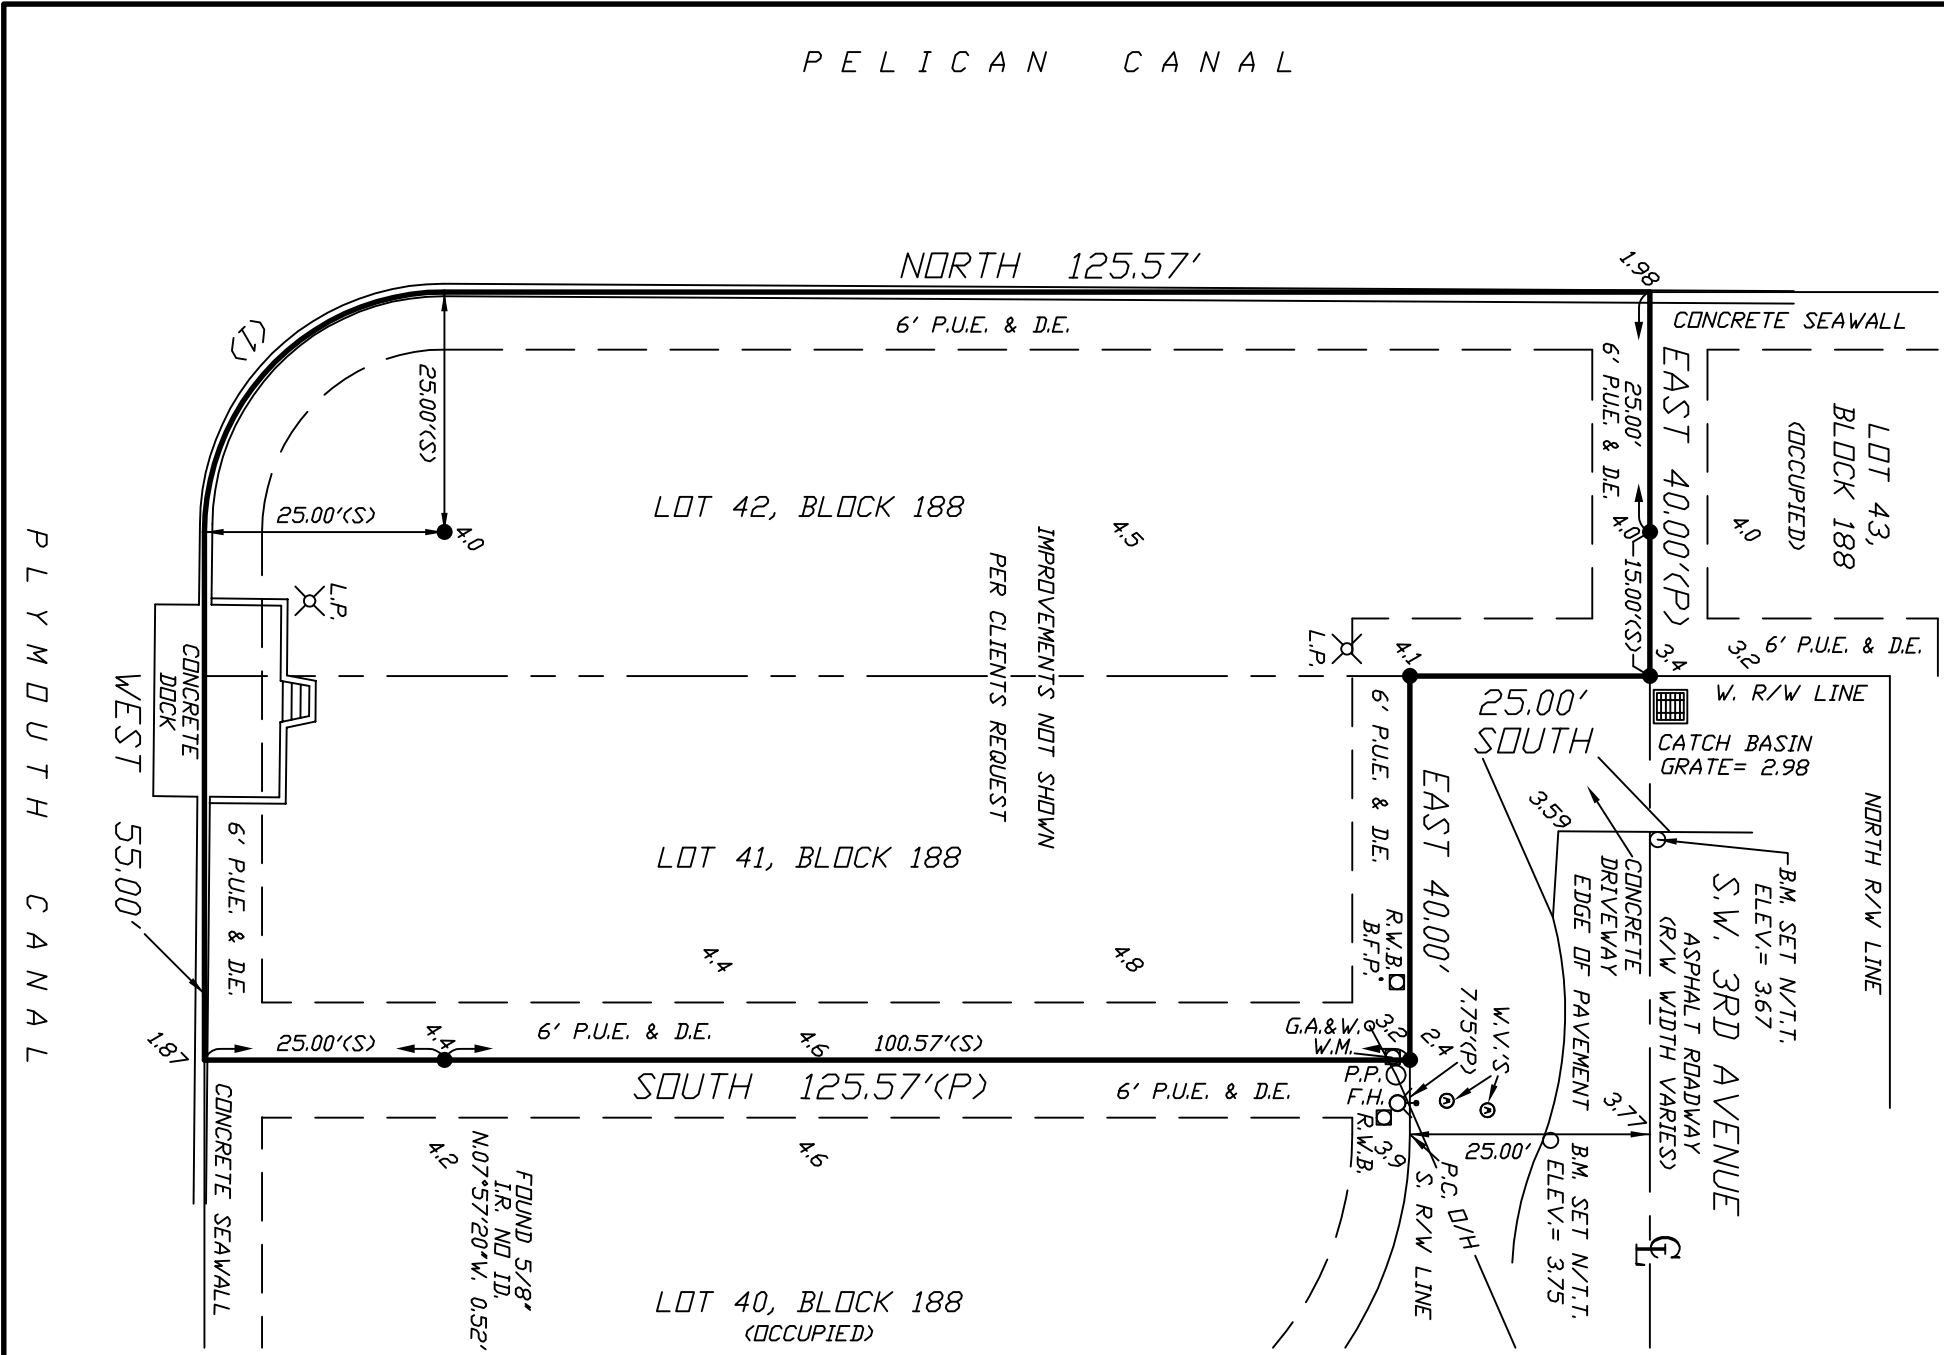 PELICAN CANAL
NORTH 125.57'
1.98
CONCRETE SEAWALL
6' P.U.E. & D.E.
(1)
25.00'(S)
25.00'(S)
4.0
6' P.U.E. & D.E.
25.00'
EAST 40.00'(P)
4.0
15.00'(S)
LOT 43,
BLOCK 188
(OCCUPIED)
4.0
LOT 42, BLOCK 188
4.5
IMPROVEMENTS NOT SHOWN
PER CLIENTS REQUEST
L.P.
L.P.
4.1
3.4
3.2
6' P.U.E. & D.E.
W. R/W LINE
25.00'
SOUTH
CATCH BASIN
GRATE= 2.98
PLYMOUTH CANAL
CONCRETE
DOCK
WEST 55.00'
6' P.U.E. & D.E.
LOT 41, BLOCK 188
6' P.U.E. & D.E.
EAST 40.00'
3.59
CONCRETE
DRIVEWAY
EDGE OF PAVEMENT
NORTH R/W LINE
B.M. SET N/T.T.
ELEV.= 3.67
S.W. 3RD AVENUE
ASPHALT ROADWAY
(R/W WIDTH VARIES)
4.4
4.8
R.W.B.
B.F.P.
G.A.&W.
W.M.
3.2
2.4
7.75'(P)
W.V.'S
P.P.
F.H.
R.W.B.
3.9
1.87
25.00'(S)
4.4
6' P.U.E. & D.E.
4.6
100.57'(S)
SOUTH 125.57'(P)
6' P.U.E. & D.E.
3.77
25.00'
CONCRETE SEAWALL
4.2
4.6
FOUND 5/8"
I.R. NO ID.
N.07°57'20"W. 0.52'
P.C. O/H
S. R/W LINE
B.M. SET N/T.T.
ELEV.= 3.75
CL
LOT 40, BLOCK 188
(OCCUPIED)